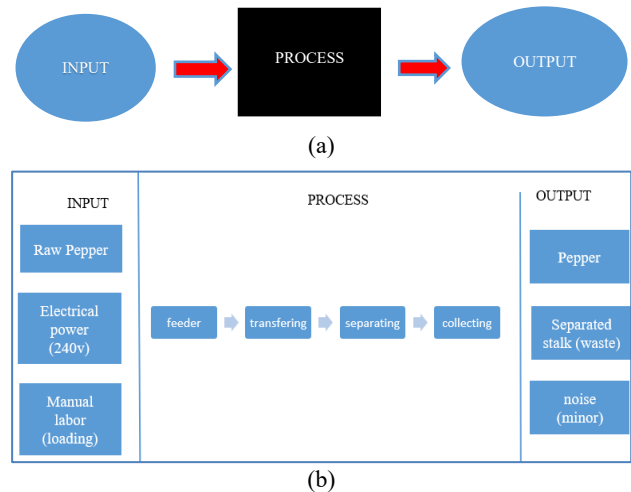 INPUT
PROCESS
OUTPUT
(a)
INPUT
PROCESS
OUTPUT
Raw Pepper
Electrical
power
(240v)
Manual
labor
(loading)
feeder
transfering
separating
collecting
Pepper
Separated
stalk (waste)
noise
(minor)
(b)